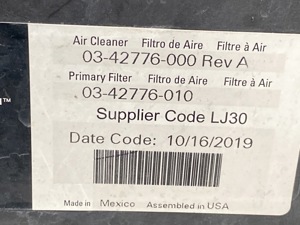 Air Cleaner Filtro de Aire Filtre à Air
03-42776-000 Rev A
Primary Filter Filtro de Aire Filtre à Air
03-42776-010
Supplier Code LJ30
TM
Date Code: 10/16/2019
Made in Mexico Assembled in USA